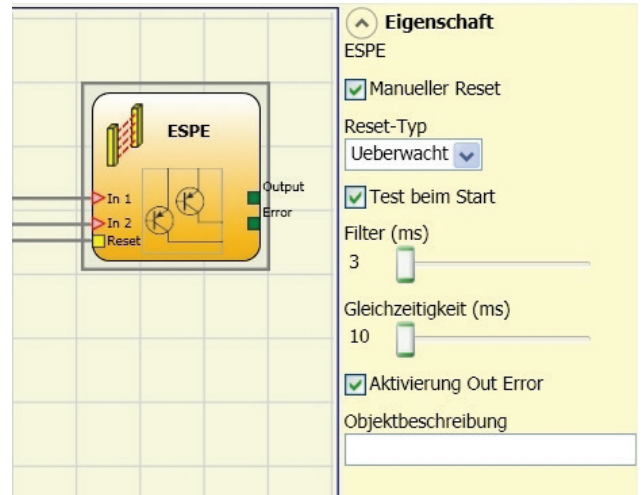 ESPE
In 1
In 2
Reset
Output
Error
Eigenschaft
ESPE
Manueller Reset
Reset-Typ
Ueberwacht
Test beim Start
Filter (ms)
3
Gleichzeitigkeit (ms)
10
Aktivierung Out Error
Objektbeschreibung